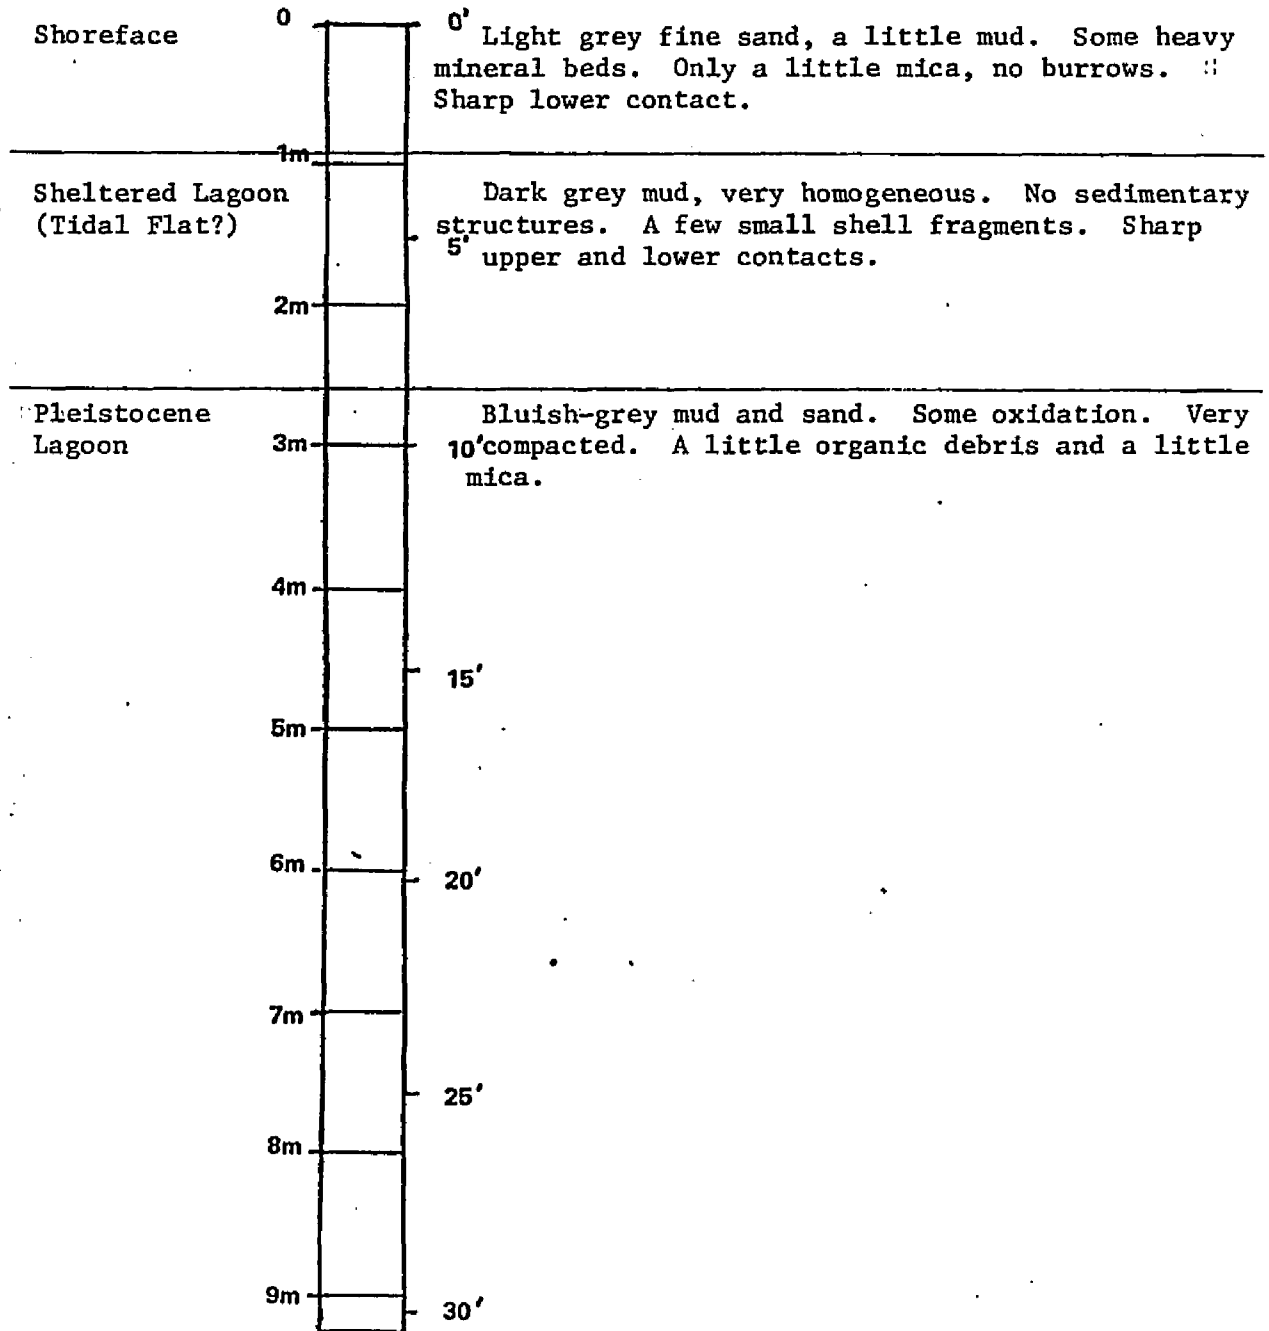 0
0'
Shoreface
Light grey fine sand, a little mud. Some heavy
mineral beds. Only a little mica, no burrows.
Sharp lower contact.
1m
Sheltered Lagoon
(Tidal Flat?)
Dark grey mud, very homogeneous. No sedimentary
structures. A few small shell fragments. Sharp
5'
upper and lower contacts.
2m
Pleistocene
Lagoon
Bluish-grey mud and sand. Some oxidation. Very
3m
10' compacted. A little organic debris and a little
mica.
4m
15'
5m
6m
20'
7m
25'
8m
9m
30'